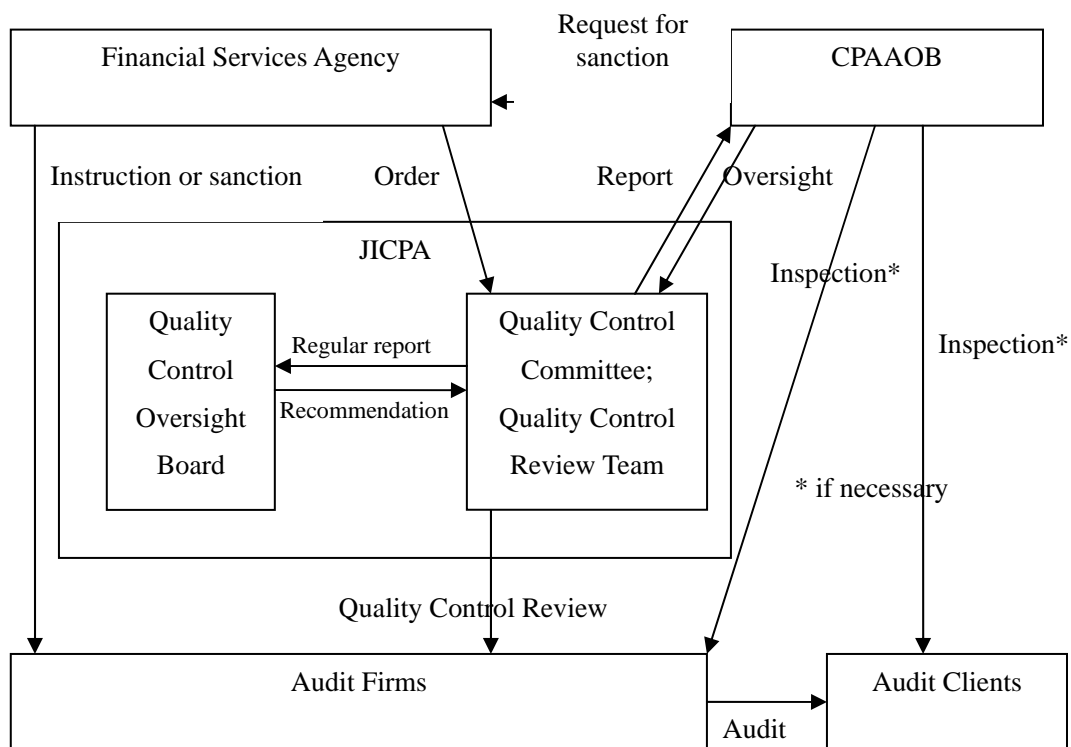 Request for
sanction
Financial Services Agency
CPAAOB
Instruction or sanction
Order
Report
Oversight
JICPA
Inspection*
Quality
Control
Oversight
Board
Regular report
Recommendation
Quality Control
Committee;
Quality Control
Review Team
Inspection*
* if necessary
Quality Control Review
Audit Firms
Audit
Audit Clients